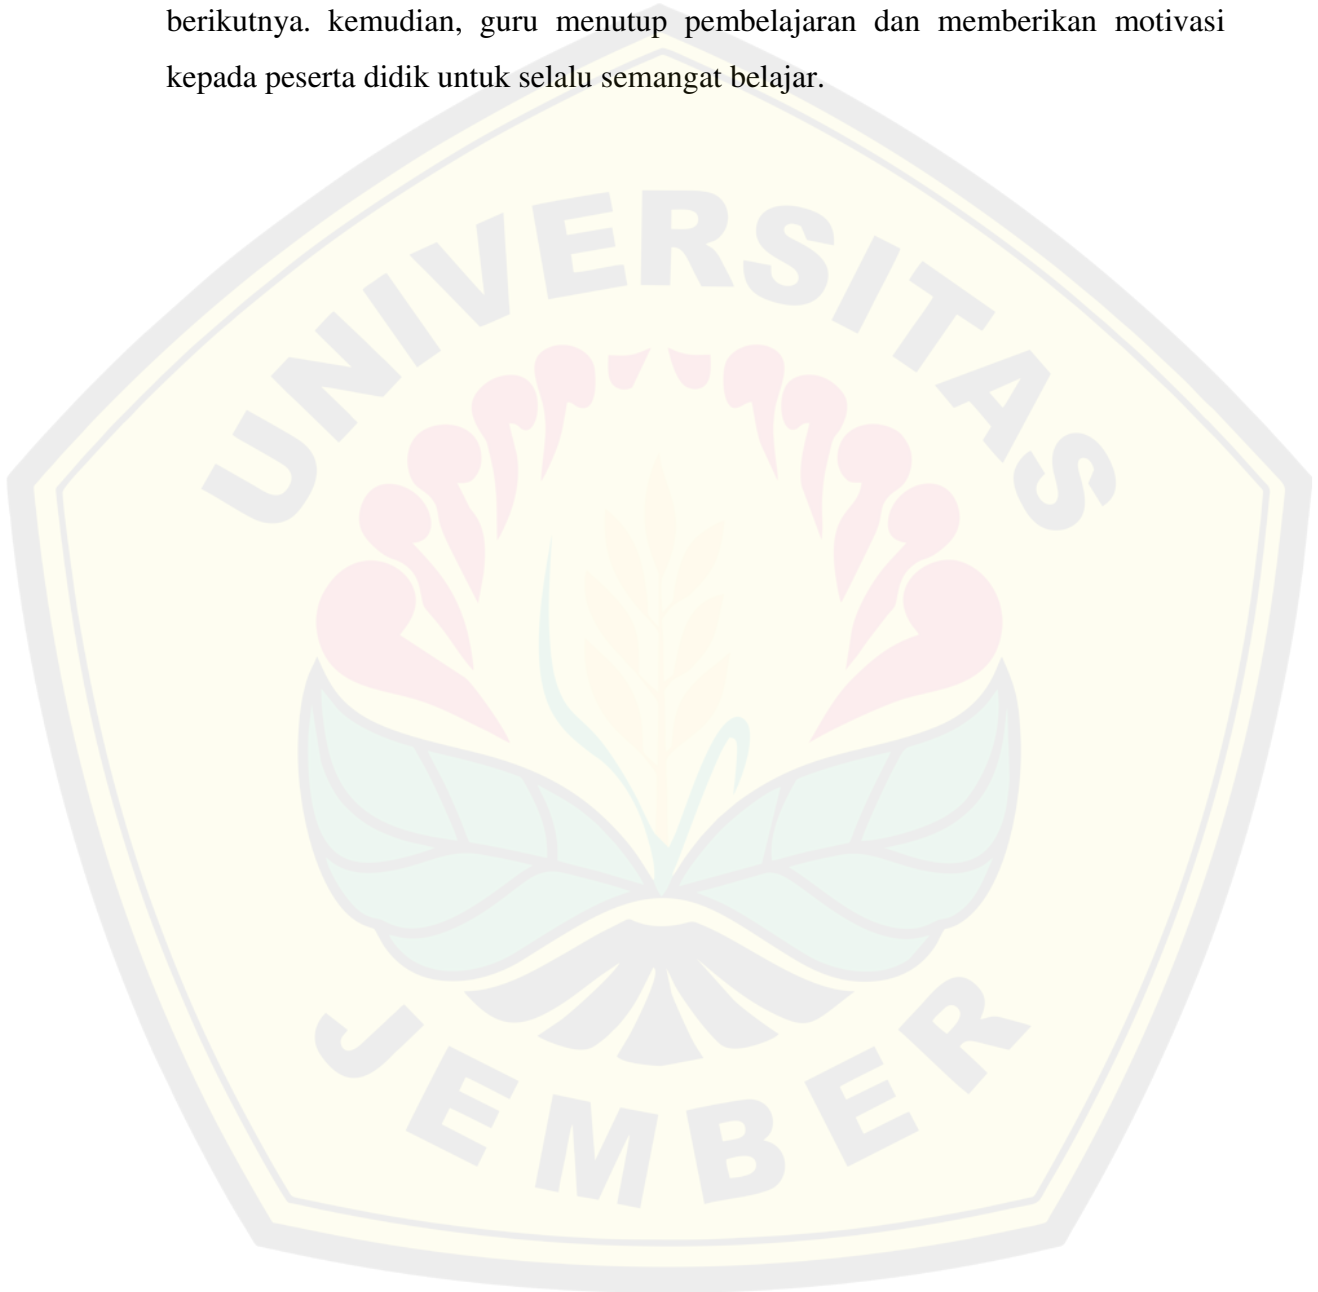 berikutnya. kemudian, guru menutup pembelajaran dan memberikan motivasi
kepada peserta didik untuk selalu semangat belajar.
UNIVERSITAS
JEMBER